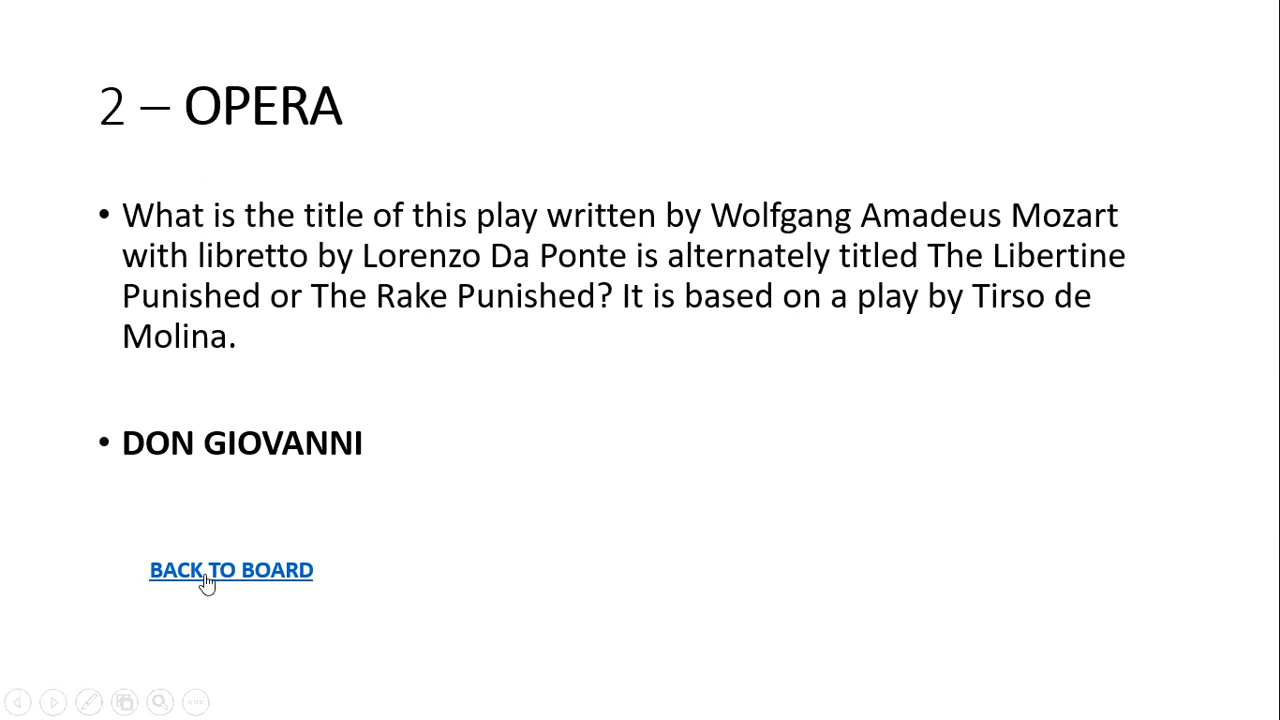 2 – OPERA
• What is the title of this play written by Wolfgang Amadeus Mozart
with libretto by Lorenzo Da Ponte is alternately titled The Libertine
Punished or The Rake Punished? It is based on a play by Tirso de
Molina.
• DON GIOVANNI
BACK TO BOARD